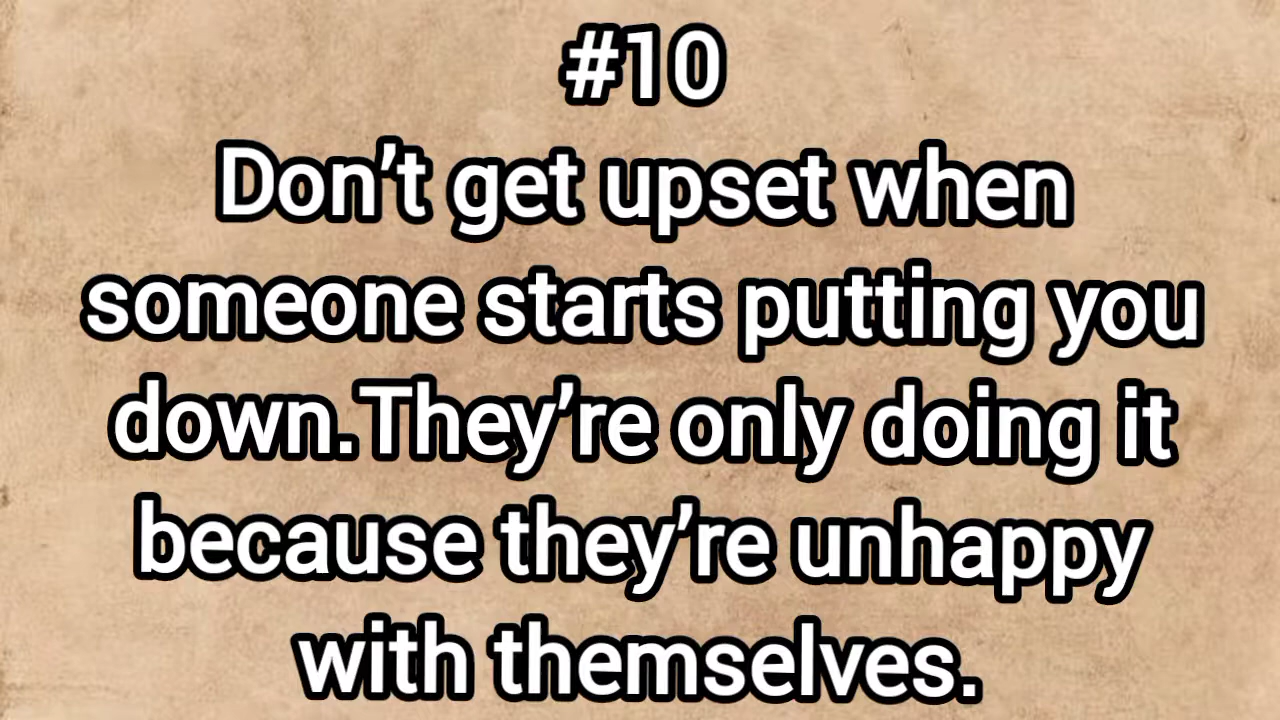 #10
Don’t get upset when
someone starts putting you
down.They’re only doing it
because they’re unhappy
with themselves.